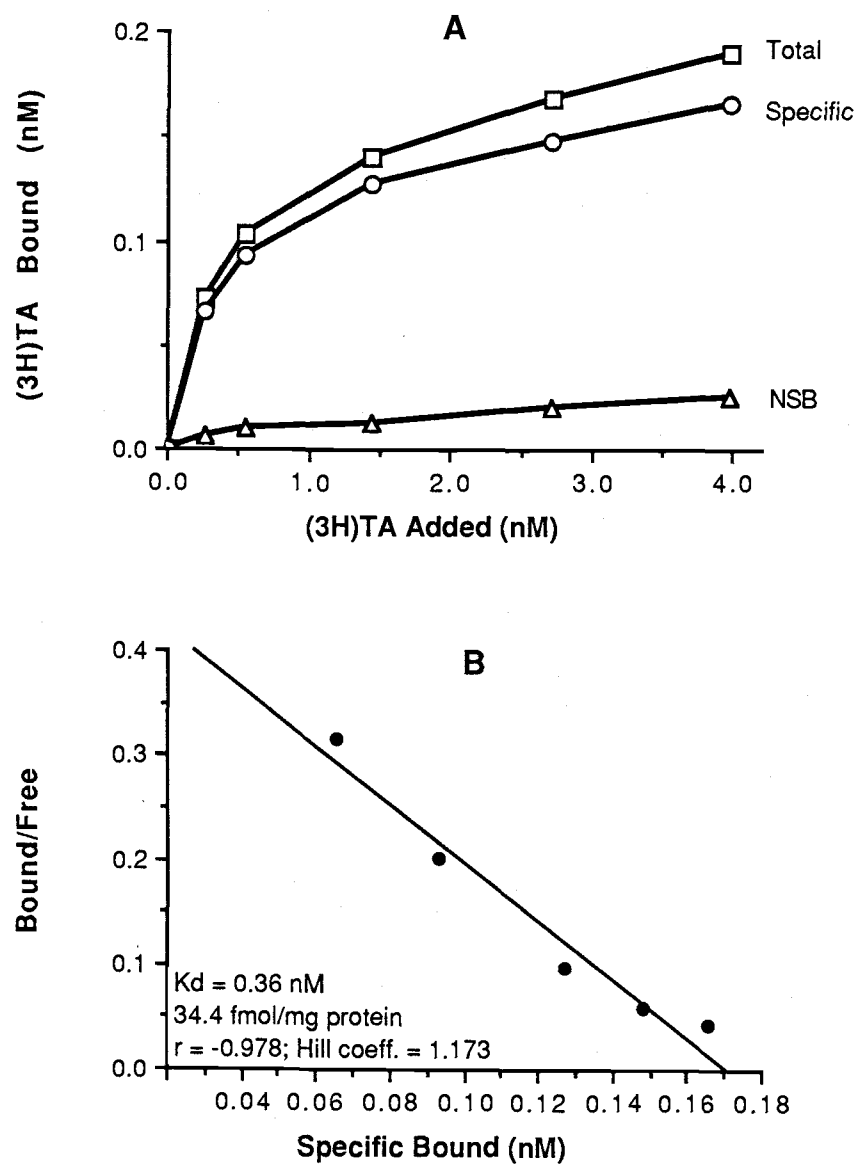 A
0.2
0.1
0.0
(3H)TA Bound (nM)
Total
Specific
NSB
0.0 1.0 2.0 3.0 4.0
(3H)TA Added (nM)
B
0.4
0.3
0.2
0.1
0.0
Bound/Free
Kd = 0.36 nM
34.4 fmol/mg protein
r = -0.978; Hill coeff. = 1.173
0.04 0.06 0.08 0.10 0.12 0.14 0.16 0.18
Specific Bound (nM)